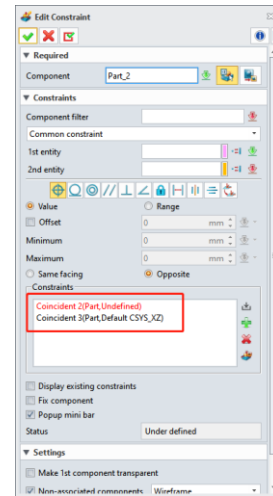 Edit Constraint
Required
Component Part_2
Constraints
Component filter
Common constraint
1st entity
2nd entity
Value Range
Offset 0 mm
Minimum 0 mm
Maximum 0 mm
Same facing Opposite
Constraints
Coincident 2(Part,Undefined)
Coincident 3(Part,Default CSYS_XZ)
Display existing constraints
Fix component
Popup mini bar
Status Under defined
Settings
Make 1st component transparent
Non-associated components Wireframe